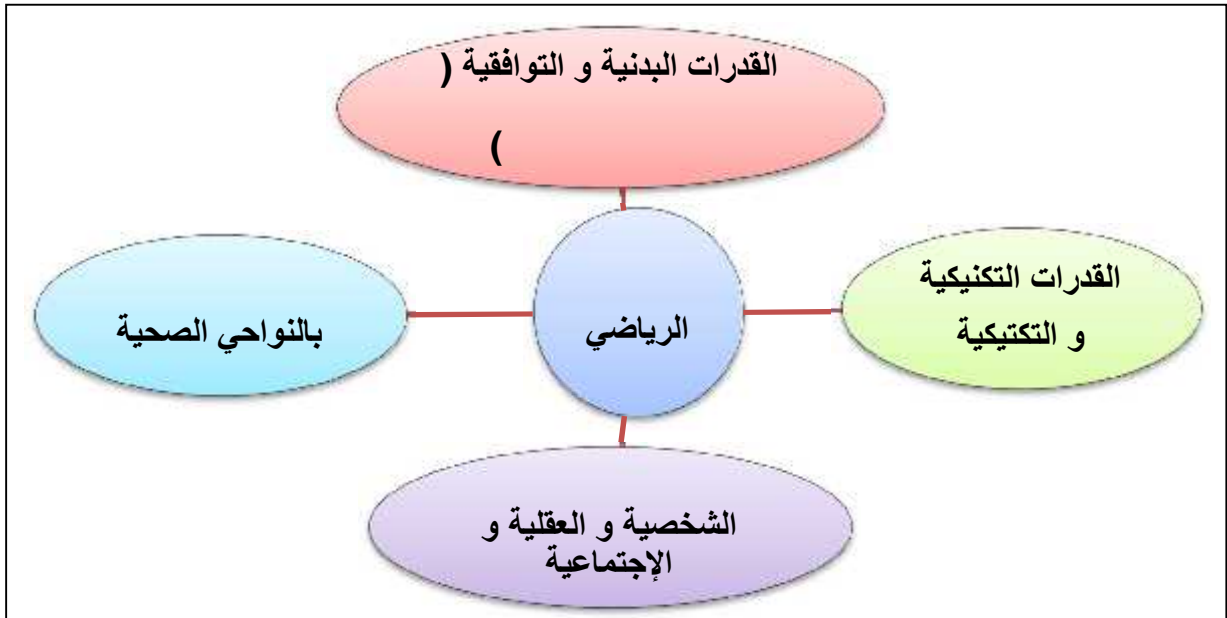 القدرات البدنية و التوافقية (
)
القدرات التكنيكية
و التكتيكية
الرياضي
بالنواحي الصحية
الشخصية و العقلية و
الإجتماعية